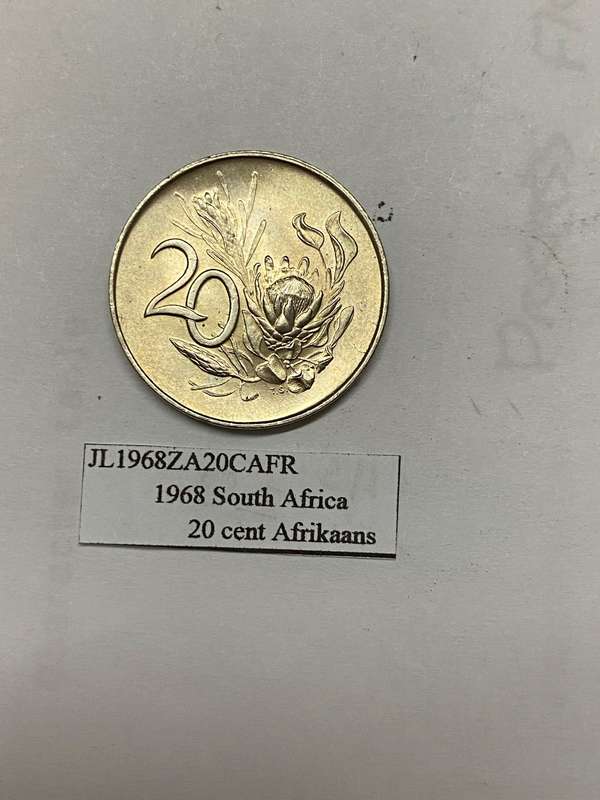 20
JL1968ZA20CAFR
1968 South Africa
20 cent Afrikaans